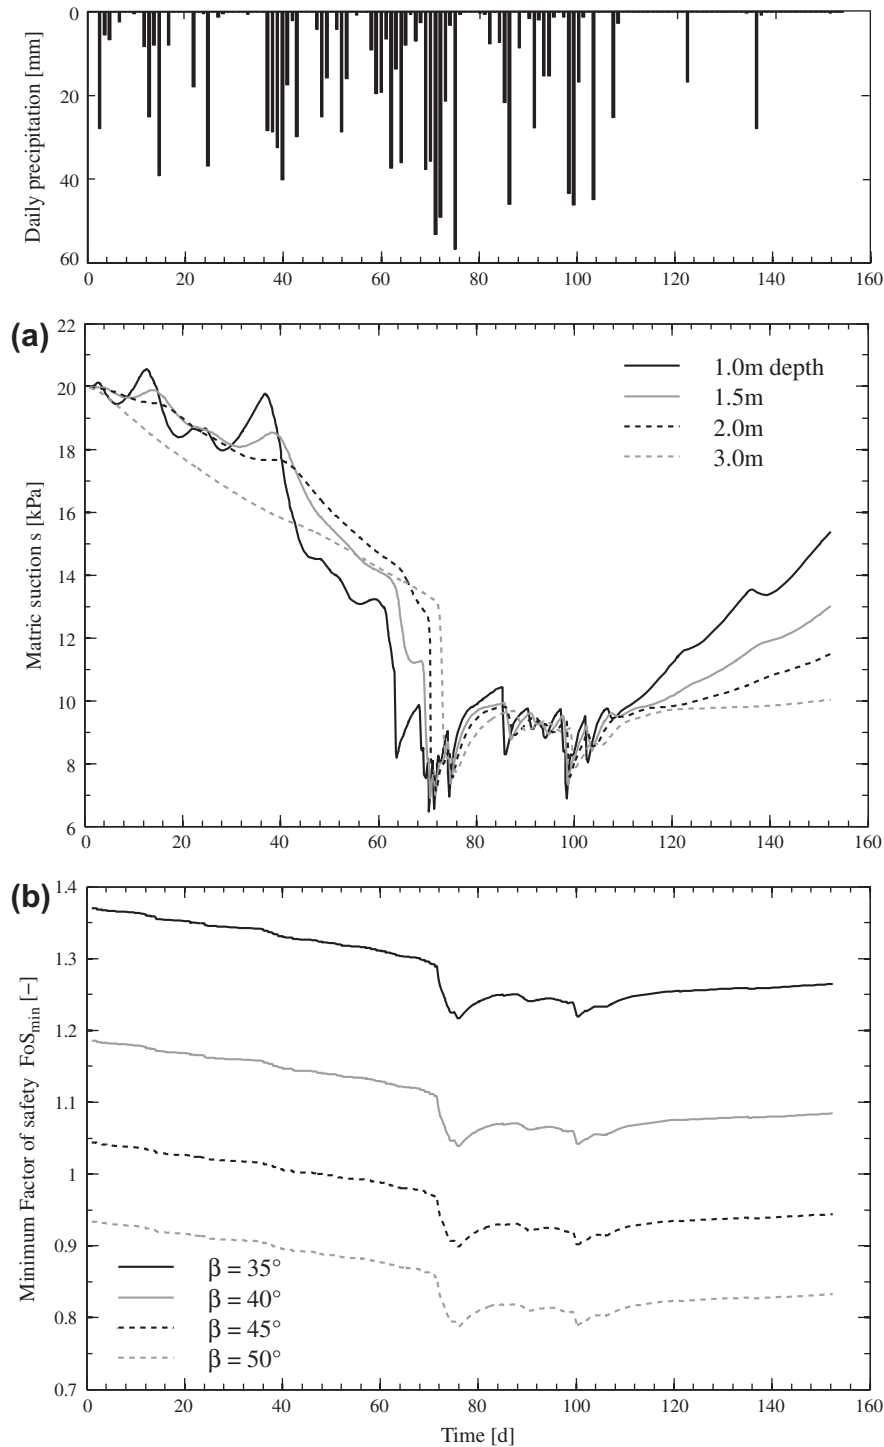 Daily precipitation [mm]
0
20
40
60
0 20 40 60 80 100 120 140 160
(a)
Matric suction s [kPa]
22
20
18
16
14
12
10
8
6
1.0m depth
1.5m
2.0m
3.0m
0 20 40 60 80 100 120 140 160
(b)
Minimum Factor of safety FoSmin [−]
1.4
1.3
1.2
1.1
1
0.9
0.8
0.7
β = 35°
β = 40°
β = 45°
β = 50°
0 20 40 60 80 100 120 140 160
Time [d]